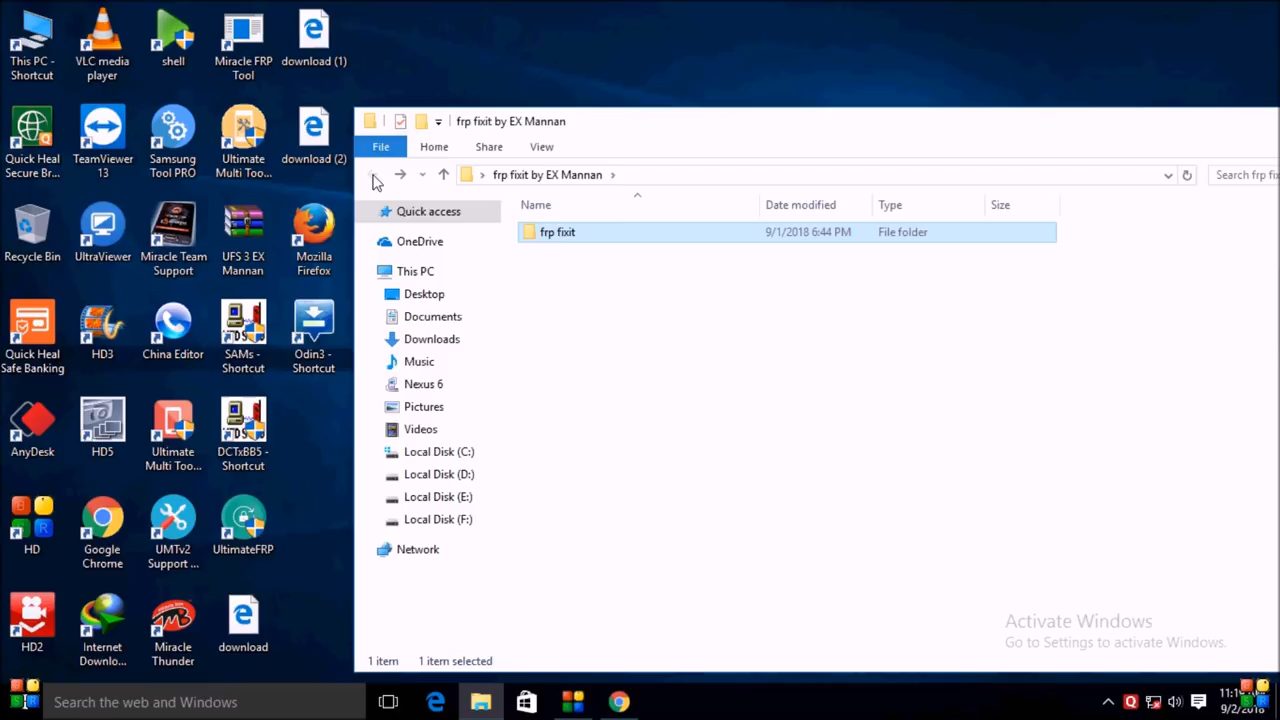 This PC -
Shortcut
VLC media
player
shell
Miracle FRP
Tool
download (1)
Quick Heal
Secure Br...
TeamViewer
13
Samsung
Tool PRO
Ultimate
Multi Too...
download (2)
Recycle Bin
UltraViewer
Miracle Team
Support
UFS 3 EX
Mannan
Mozilla
Firefox
Quick Heal
Safe Banking
HD3
China Editor
SAMs -
Shortcut
Odin3 -
Shortcut
AnyDesk
HD5
Ultimate
Multi Too...
DCTxBB5 -
Shortcut
HD
Google
Chrome
UMTv2
Support ...
UltimateFRP
HD2
Internet
Downlo...
Miracle
Thunder
download
frp fixit by EX Mannan
File Home Share View
frp fixit by EX Mannan
Search frp fi
Name Date modified Type Size
frp fixit 9/1/2018 6:44 PM File folder
Quick access
OneDrive
This PC
Desktop
Documents
Downloads
Music
Nexus 6
Pictures
Videos
Local Disk (C:)
Local Disk (D:)
Local Disk (E:)
Local Disk (F:)
Network
Activate Windows
Go to Settings to activate Windows.
1 item 1 item selected
Search the web and Windows
9/2/2018